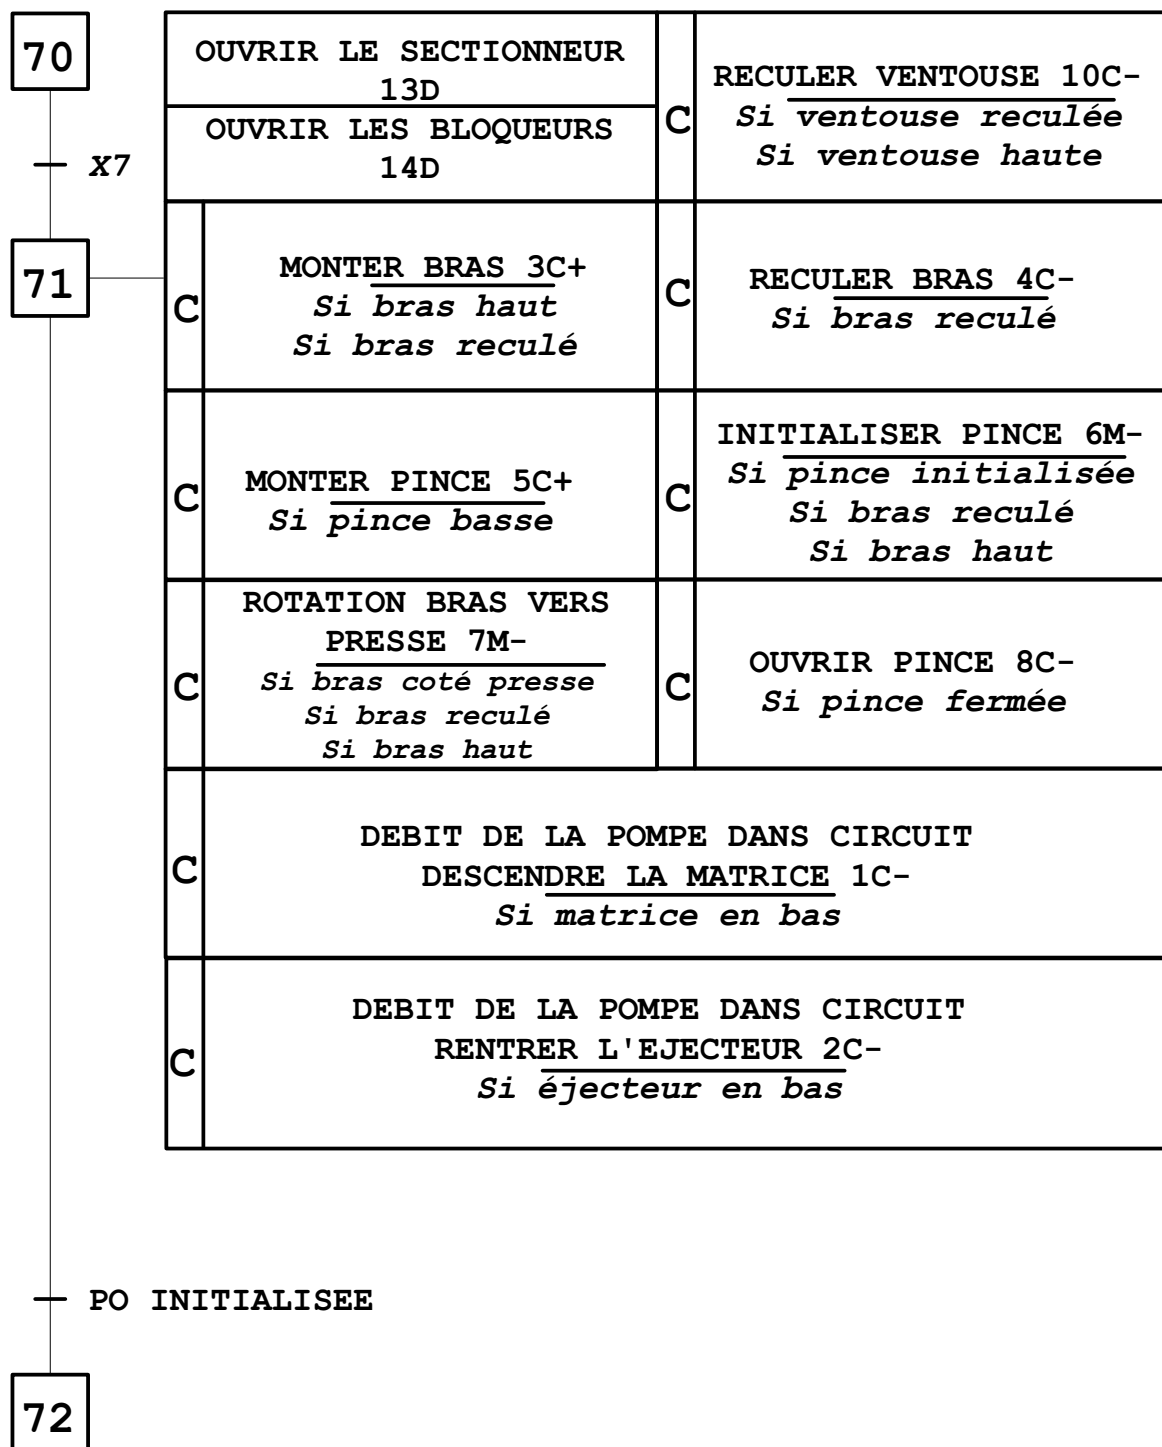 70
OUVRIR LE SECTIONNEUR
13D
OUVRIR LES BLOQUEURS
14D
C
RECULER VENTOUSE 10C-
Si ventouse reculée
Si ventouse haute
X7
71
C
MONTER BRAS 3C+
Si bras haut
Si bras reculé
C
RECULER BRAS 4C-
Si bras reculé
C
MONTER PINCE 5C+
Si pince basse
C
INITIALISER PINCE 6M-
Si pince initialisée
Si bras reculé
Si bras haut
C
ROTATION BRAS VERS
PRESSE 7M-
Si bras coté presse
Si bras reculé
Si bras haut
C
OUVRIR PINCE 8C-
Si pince fermée
C
DEBIT DE LA POMPE DANS CIRCUIT
DESCENDRE LA MATRICE 1C-
Si matrice en bas
C
DEBIT DE LA POMPE DANS CIRCUIT
RENTRER L'EJECTEUR 2C-
Si éjecteur en bas
PO INITIALISEE
72